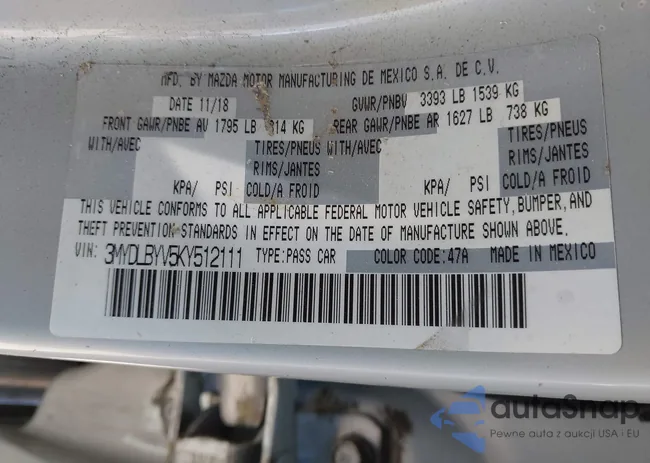 MFD. BY MAZDA MOTOR MANUFACTURING DE MEXICO S.A. DE C.V.
DATE 11/18 GVWR/PNBV 3393 LB 1539 KG
FRONT GAWR/PNBE AV 1795 LB 814 KG REAR GAWR/PNBE AR 1627 LB 738 KG
WITH/AVEC TIRES/PNEUS WITH/AVEC TIRES/PNEUS
RIMS/JANTES RIMS/JANTES
KPA/ PSI COLD/A FROID KPA/ PSI COLD/A FROID
THIS VEHICLE CONFORMS TO ALL APPLICABLE FEDERAL MOTOR VEHICLE SAFETY, BUMPER, AND
THEFT PREVENTION STANDARDS IN EFFECT ON THE DATE OF MANUFACTURE SHOWN ABOVE.
VIN: 3MYDLBYV5KY512111 TYPE:PASS CAR COLOR CODE:47A MADE IN MEXICO
autaSnap
Pewne auta z aukcji USA i EU